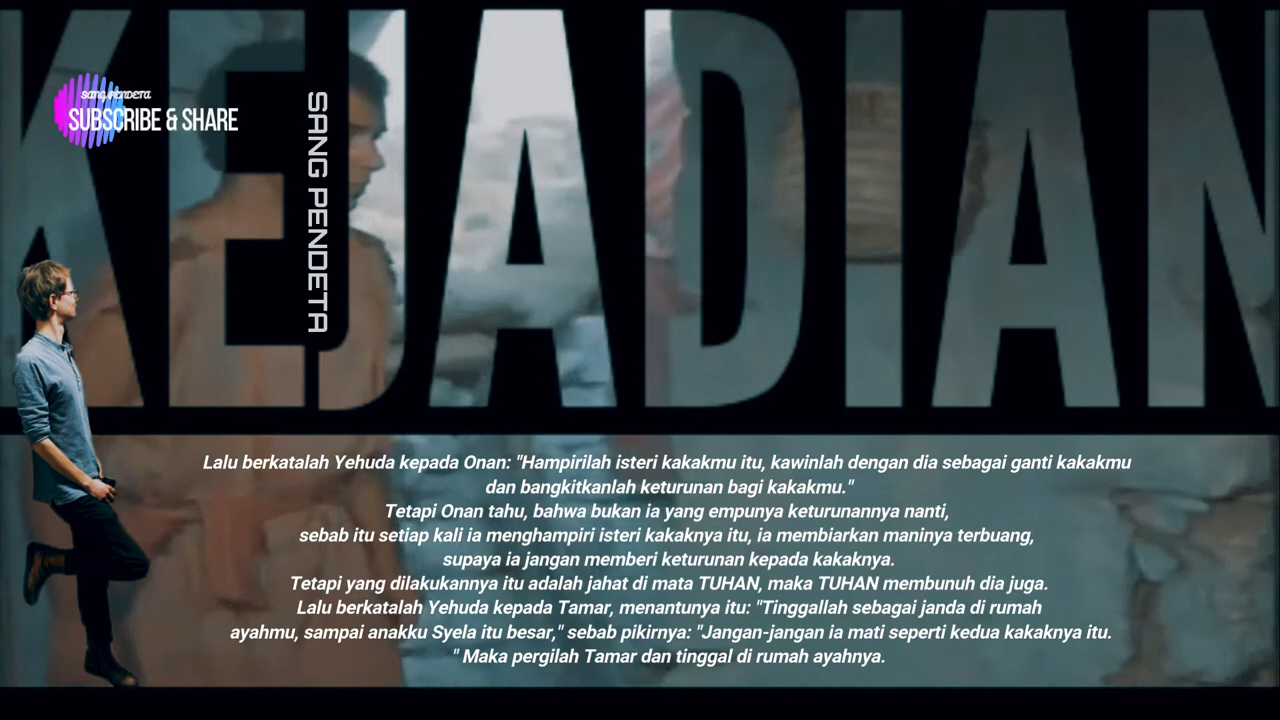 KEJADIAN
sang pendeta
SUBSCRIBE & SHARE
SANG PENDETA
Lalu berkatalah Yehuda kepada Onan: "Hampirilah isteri kakakmu itu, kawinlah dengan dia sebagai ganti kakakmu
dan bangkitkanlah keturunan bagi kakakmu."
Tetapi Onan tahu, bahwa bukan ia yang empunya keturunannya nanti,
sebab itu setiap kali ia menghampiri isteri kakaknya itu, ia membiarkan maninya terbuang,
supaya ia jangan memberi keturunan kepada kakaknya.
Tetapi yang dilakukannya itu adalah jahat di mata TUHAN, maka TUHAN membunuh dia juga.
Lalu berkatalah Yehuda kepada Tamar, menantunya itu: "Tinggallah sebagai janda di rumah
ayahmu, sampai anakku Syela itu besar," sebab pikirnya: "Jangan-jangan ia mati seperti kedua kakaknya itu.
" Maka pergilah Tamar dan tinggal di rumah ayahnya.